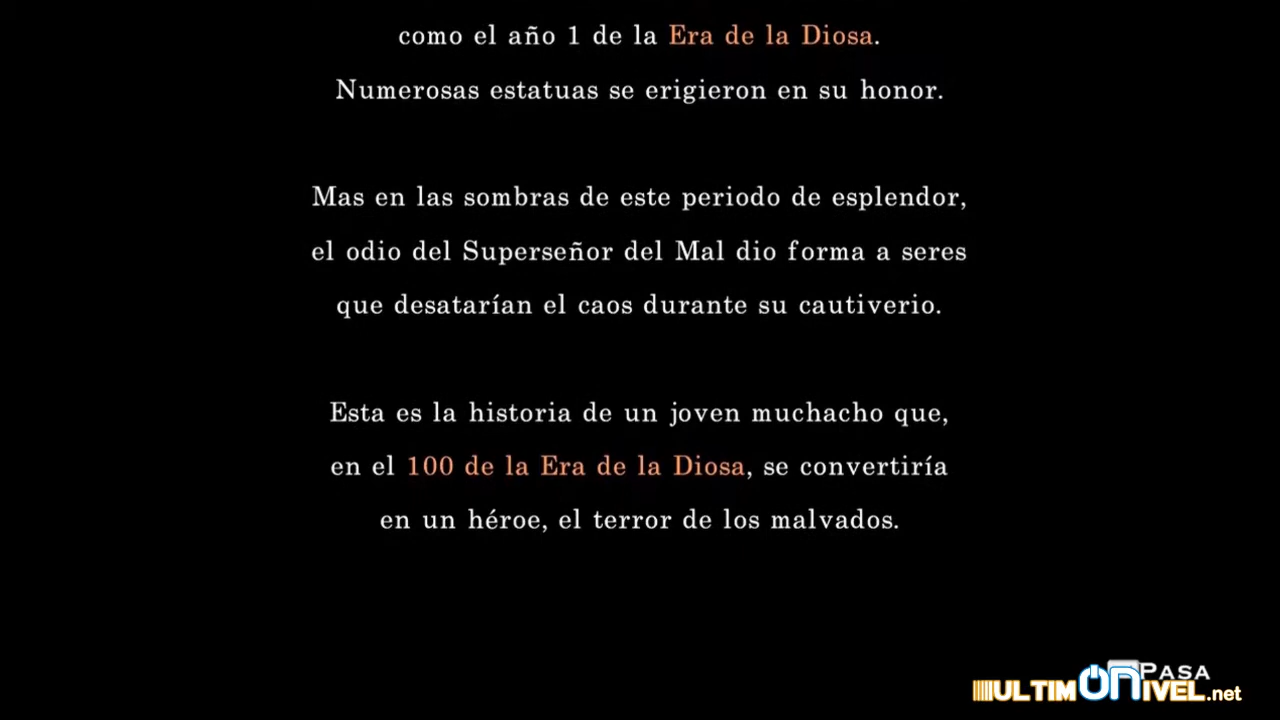 como el año 1 de la Era de la Diosa.
Numerosas estatuas se erigieron en su honor.
Mas en las sombras de este periodo de esplendor,
el odio del Superseñor del Mal dio forma a seres
que desatarían el caos durante su cautiverio.
Esta es la historia de un joven muchacho que,
en el 100 de la Era de la Diosa, se convertiría
en un héroe, el terror de los malvados.
PASA
ULTIMONIVEL.net